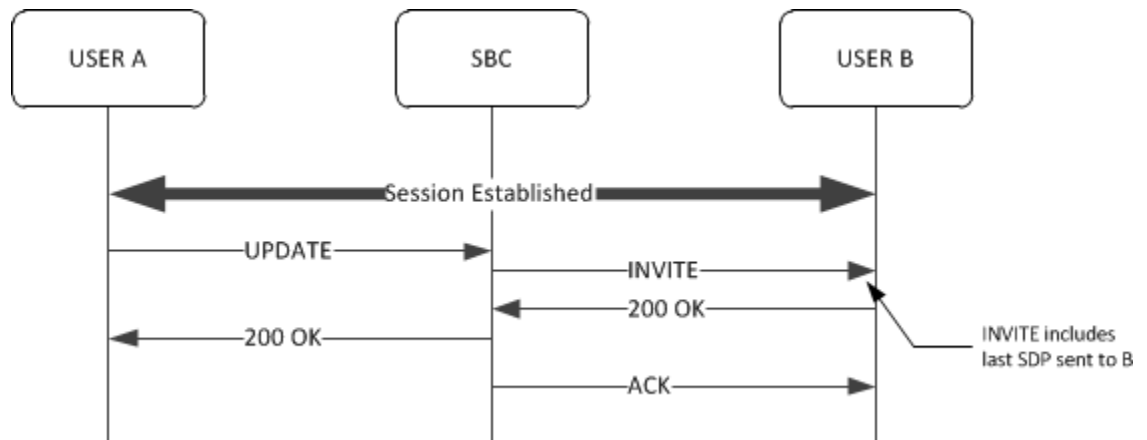 USER A
SBC
USER B
Session Established
UPDATE
INVITE
200 OK
200 OK
INVITE includes
last SDP sent to B
ACK